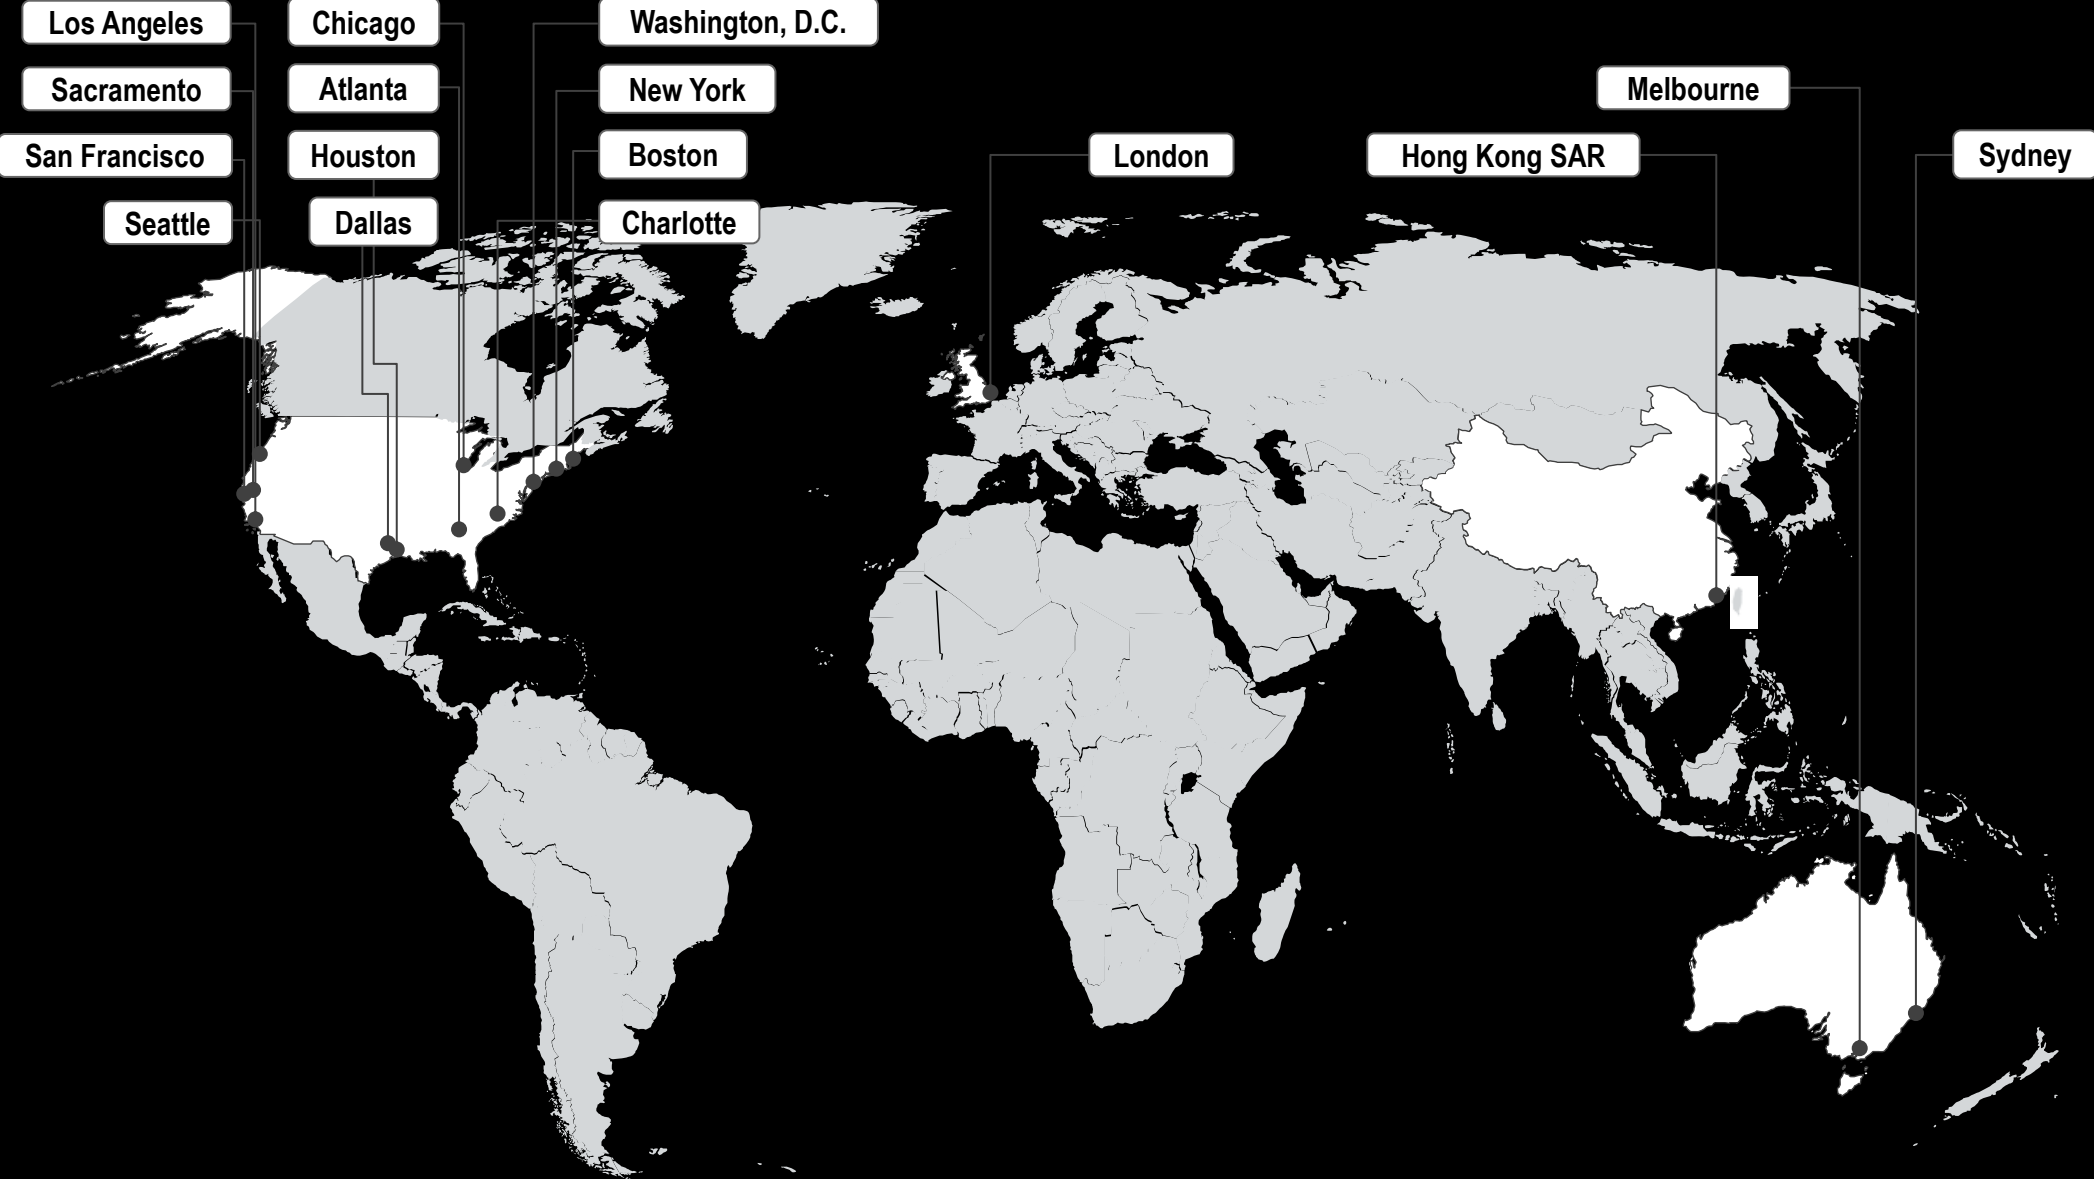 Los Angeles
Chicago
Washington, D.C.
Sacramento
Atlanta
New York
Melbourne
San Francisco
Houston
Boston
London
Hong Kong SAR
Sydney
Seattle
Dallas
Charlotte